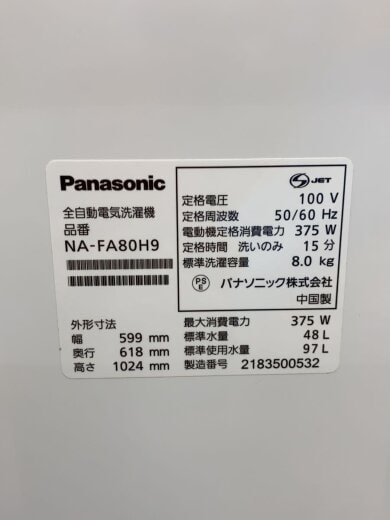 Panasonic
全自動電気洗濯機
品番
NA-FA80H9
外形寸法
幅 599 mm
奥行 618 mm
高さ 1024 mm
S JET
定格電圧 100 V
定格周波数 50/60 Hz
電動機定格消費電力 375 W
定格時間 洗いのみ 15 分
標準洗濯容量 8.0 kg
PSE パナソニック株式会社
中国製
最大消費電力 375 W
標準水量 48 L
標準使用水量 97 L
製造番号 2183500532